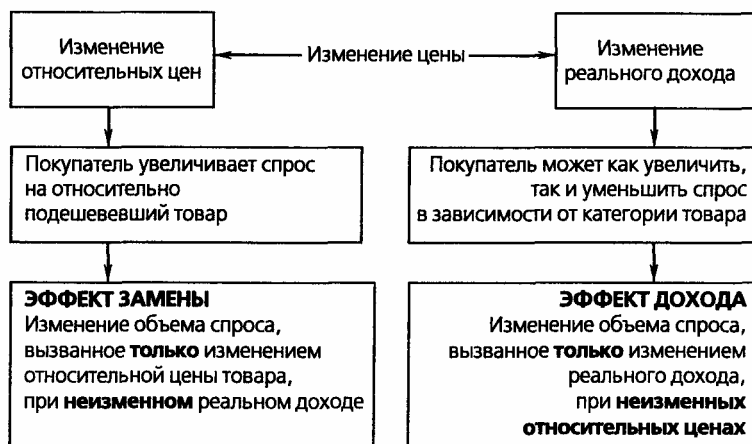 Изменение
относительных цен
Изменение цены
Изменение
реального дохода
Покупатель увеличивает спрос
на относительно
подешевевший товар
Покупатель может как увеличить,
так и уменьшить спрос
в зависимости от категории товара
ЭФФЕКТ ЗАМЕНЫ
Изменение объема спроса,
вызванное только изменением
относительной цены товара,
при неизменном реальном доходе
ЭФФЕКТ ДОХОДА
Изменение объема спроса,
вызванное только изменением
реального дохода,
при неизменных
относительных ценах